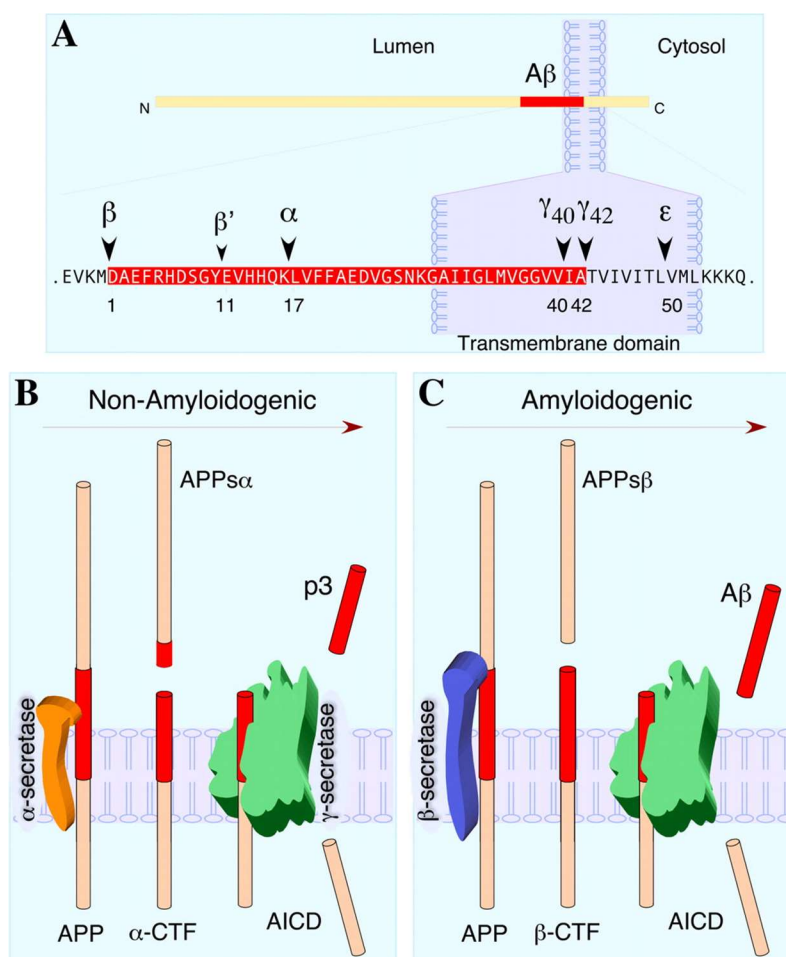 A
Lumen
Cytosol
Aβ
N
C
β
β’
α
γ40
γ42
ε
.EVKMDAEFRHDSGYEVHHQKLVFFAEDVGSNKGAIIGLMVGGVVIATVIVITLVMLKKKQ.
1
11
17
40
42
50
Transmembrane domain
B
Non-Amyloidogenic
APPsα
p3
α-secretase
γ-secretase
APP
α-CTF
AICD
C
Amyloidogenic
APPsβ
Aβ
β-secretase
APP
β-CTF
AICD